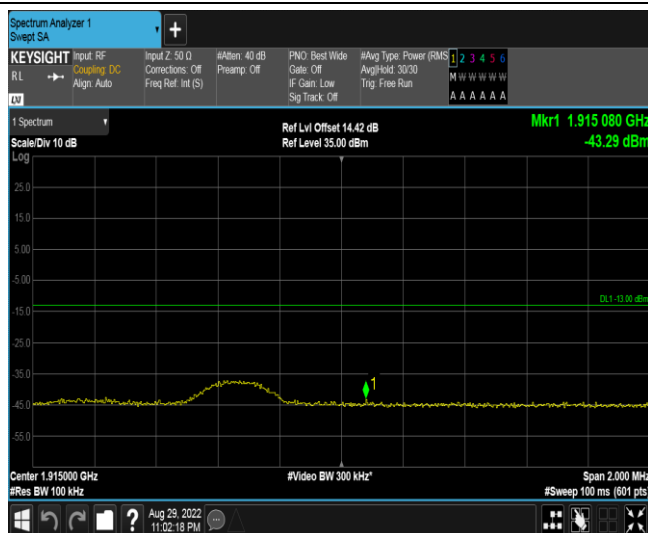 Spectrum Analyzer 1
Swept SA
+
KEYSIGHT
RL
Input: RF
Coupling: DC
Align: Auto
Input Z: 50 Ω
Corrections: Off
Freq Ref: Int (S)
#Atten: 40 dB
Preamp: Off
PNO: Best Wide
Gate: Off
IF Gain: Low
Sig Track: Off
#Avg Type: Power (RMS
Avg|Hold: 30/30
Trig: Free Run
1 2 3 4 5 6
M W W W W W
A A A A A A
LXI
1 Spectrum
Scale/Div 10 dB
Log
Ref Lvl Offset 14.42 dB
Ref Level 35.00 dBm
Mkr1 1.915 080 GHz
-43.29 dBm
25.0
15.0
5.00
-5.00
DL1 -13.00 dBm
-15.0
-25.0
-35.0
1
-45.0
-55.0
Center 1.915000 GHz
#Res BW 100 kHz
#Video BW 300 kHz*
Span 2.000 MHz
#Sweep 100 ms (601 pts)
?
Aug 29, 2022
11:02:18 PM